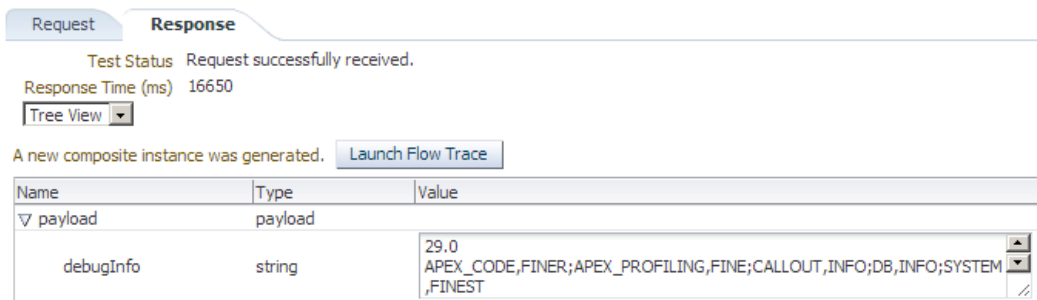 Request Response
Test Status Request successfully received.
Response Time (ms) 16650
Tree View
A new composite instance was generated. Launch Flow Trace
Name Type Value
payload payload
debugInfo string 29.0
APEX_CODE,FINER;APEX_PROFILING,FINE;CALLOUT,INFO;DB,INFO;SYSTEM
,FINEST